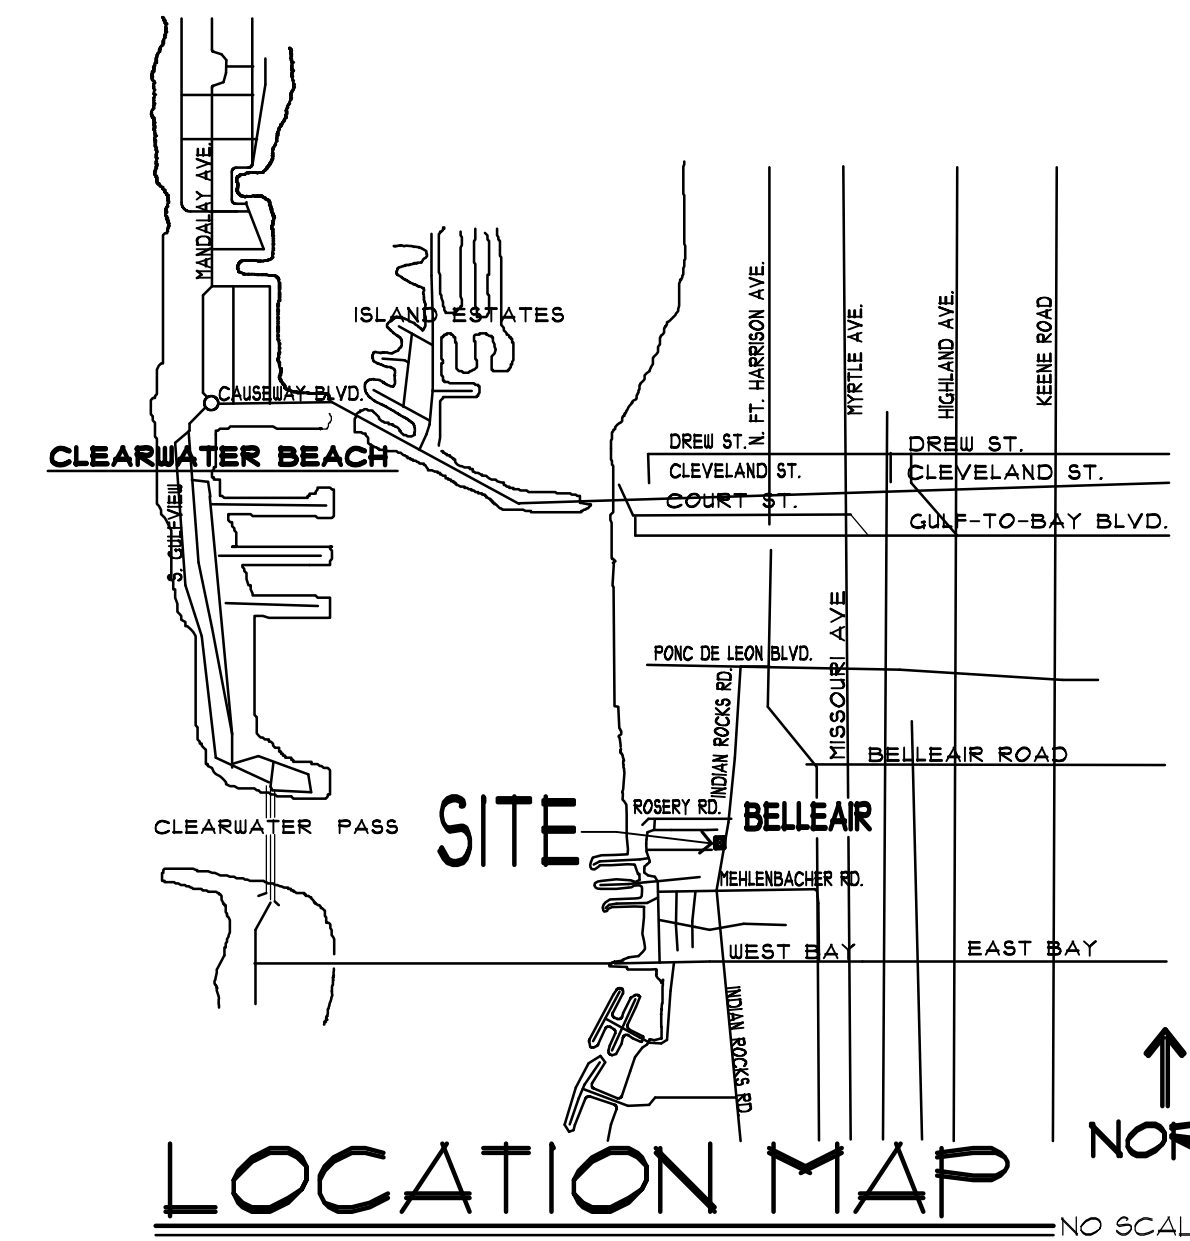 MANDALAY AVE.
ISLAND ESTATES
N. FT. HARRISON AVE.
MYRTLE AVE.
HIGHLAND AVE.
KEENE ROAD
CAUSEWAY BLVD.
CLEARWATER BEACH
DREW ST.
DREW ST.
CLEVELAND ST.
CLEVELAND ST.
COURT ST.
GULF-TO-BAY BLVD.
S. GULFVIEW
MISSOURI AVE
PONC DE LEON BLVD.
INDIAN ROCKS RD.
BELLEAIR ROAD
ROSERY RD.
BELLEAIR
SITE
CLEARWATER PASS
MEHLENBACHER RD.
WEST BAY
EAST BAY
INDIAN ROCKS RD
NOR
LOCATION MAP
NO SCAL